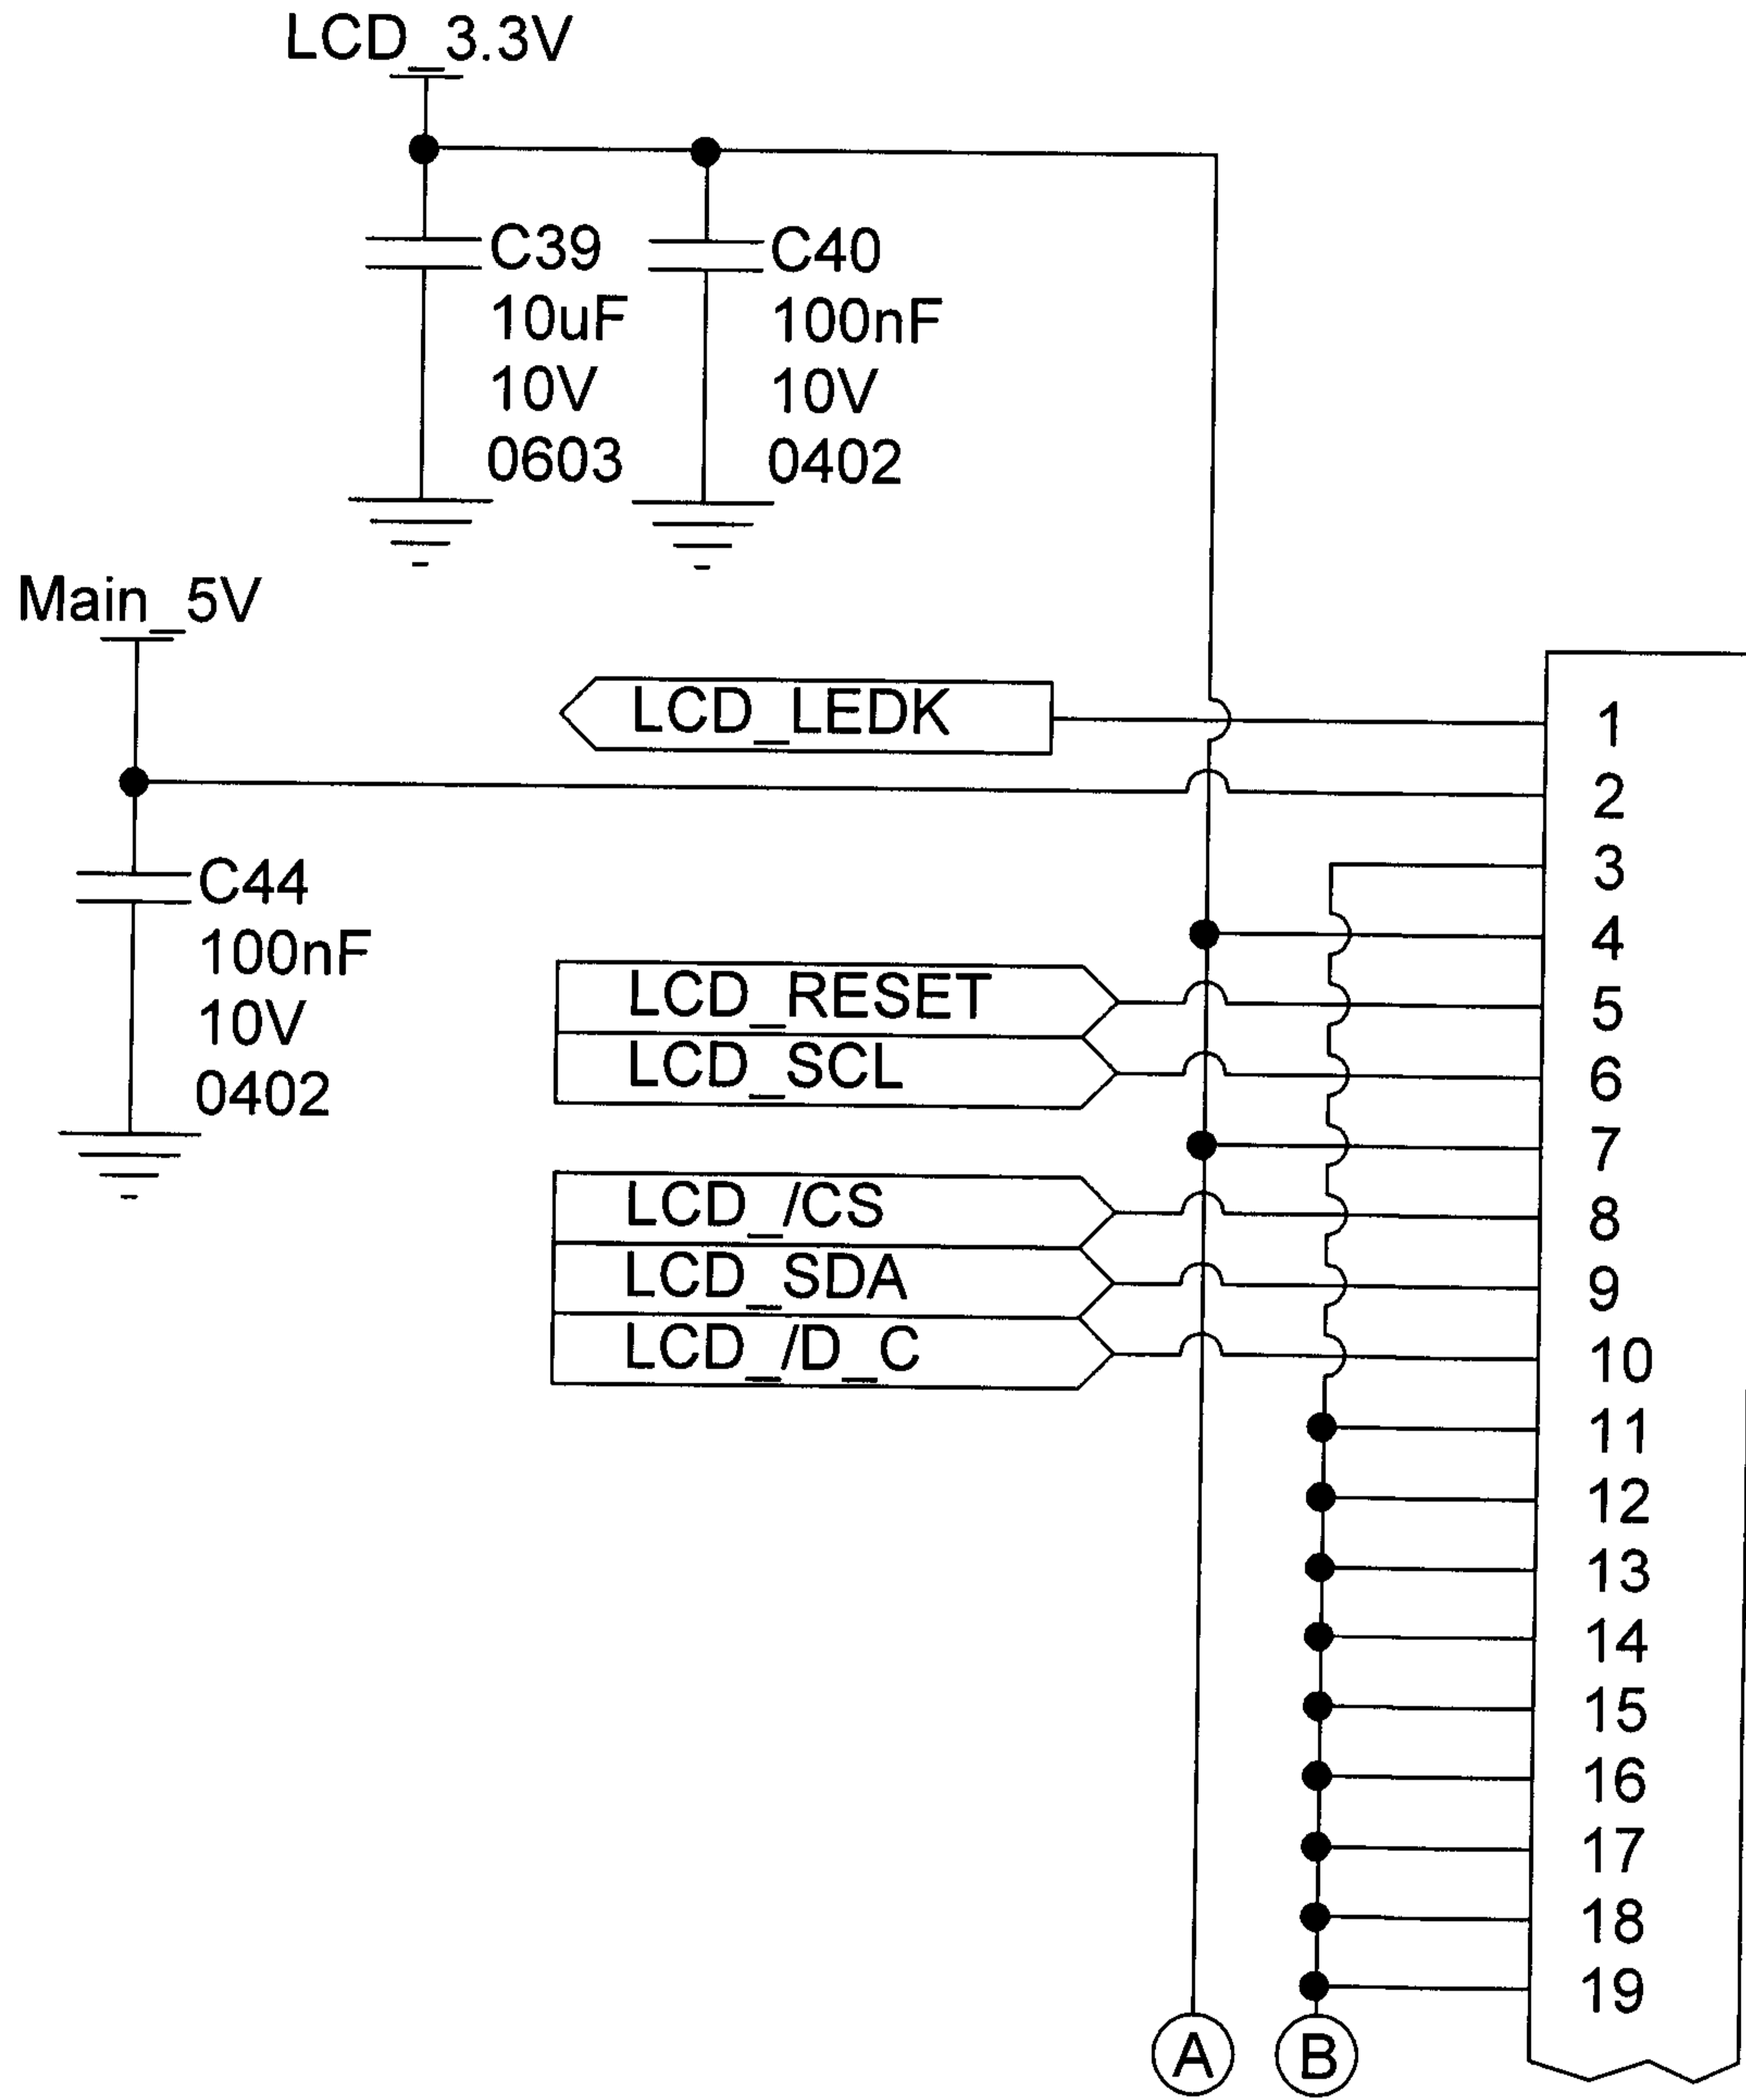 LCD_3.3V
C39
10uF
10V
0603
C40
100nF
10V
0402
Main_5V
C44
100nF
10V
0402
LCD_LEDK
LCD_RESET
LCD_SCL
LCD_/CS
LCD_SDA
LCD_/D_C
1
2
3
4
5
6
7
8
9
10
11
12
13
14
15
16
17
18
19
A
B